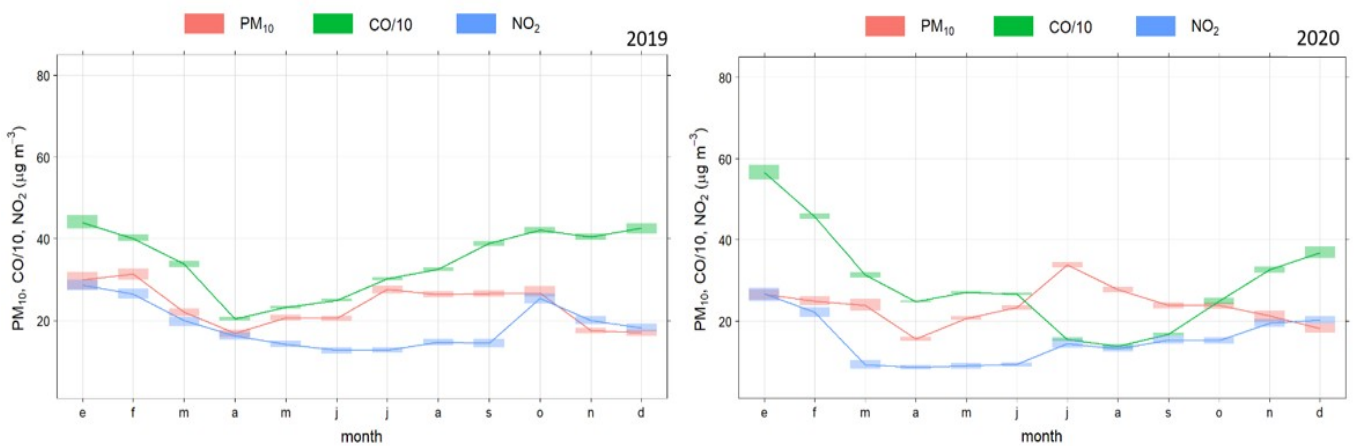 PM10 CO/10 NO2
2019
PM10, CO/10, NO2 (μg m−3)
80
60
40
20
e f m a m j j a s o n d
month
PM10 CO/10 NO2
2020
PM10, CO/10, NO2 (μg m−3)
80
60
40
20
e f m a m j j a s o n d
month